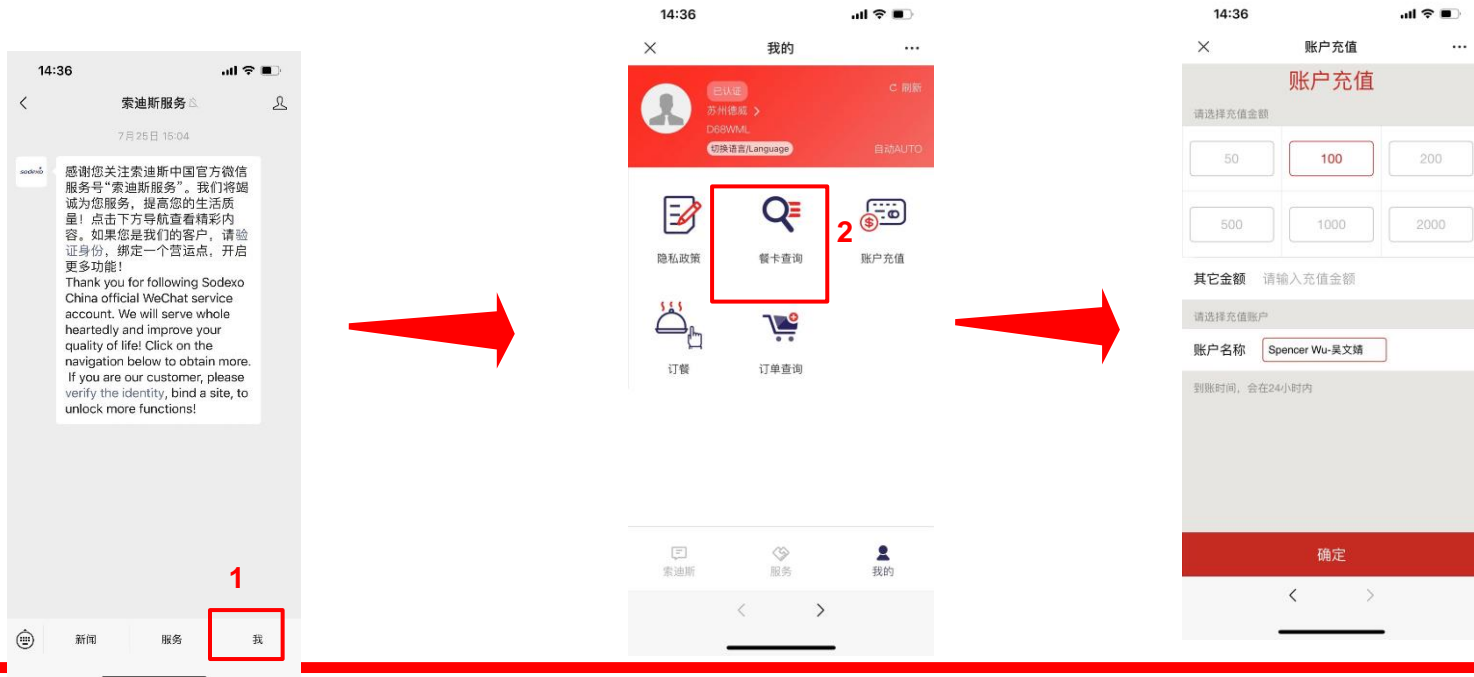 14:36
索迪斯服务
7月25日 15:04
sodexo
感谢您关注索迪斯中国官方微信
服务号“索迪斯服务”。我们将竭
诚为您服务，提高您的生活质
量！点击下方导航查看精彩内
容。如果您是我们的客户，请验
证身份，绑定一个营运点，开启
更多功能！
Thank you for following Sodexo
China official WeChat service
account. We will serve whole
heartedly and improve your
quality of life! Click on the
navigation below to obtain more.
If you are our customer, please
verify the identity, bind a site, to
unlock more functions!
1
新闻
服务
我
14:36
我的
已认证
刷新
苏州德威
D68WML
切换语言/Language
自动AUTO
2
隐私政策
餐卡查询
账户充值
订餐
订单查询
索迪斯
服务
我的
14:36
账户充值
账户充值
请选择充值金额
50
100
200
500
1000
2000
其它金额 请输入充值金额
请选择充值账户
账户名称 Spencer Wu-吴文婧
到账时间，会在24小时内
确定